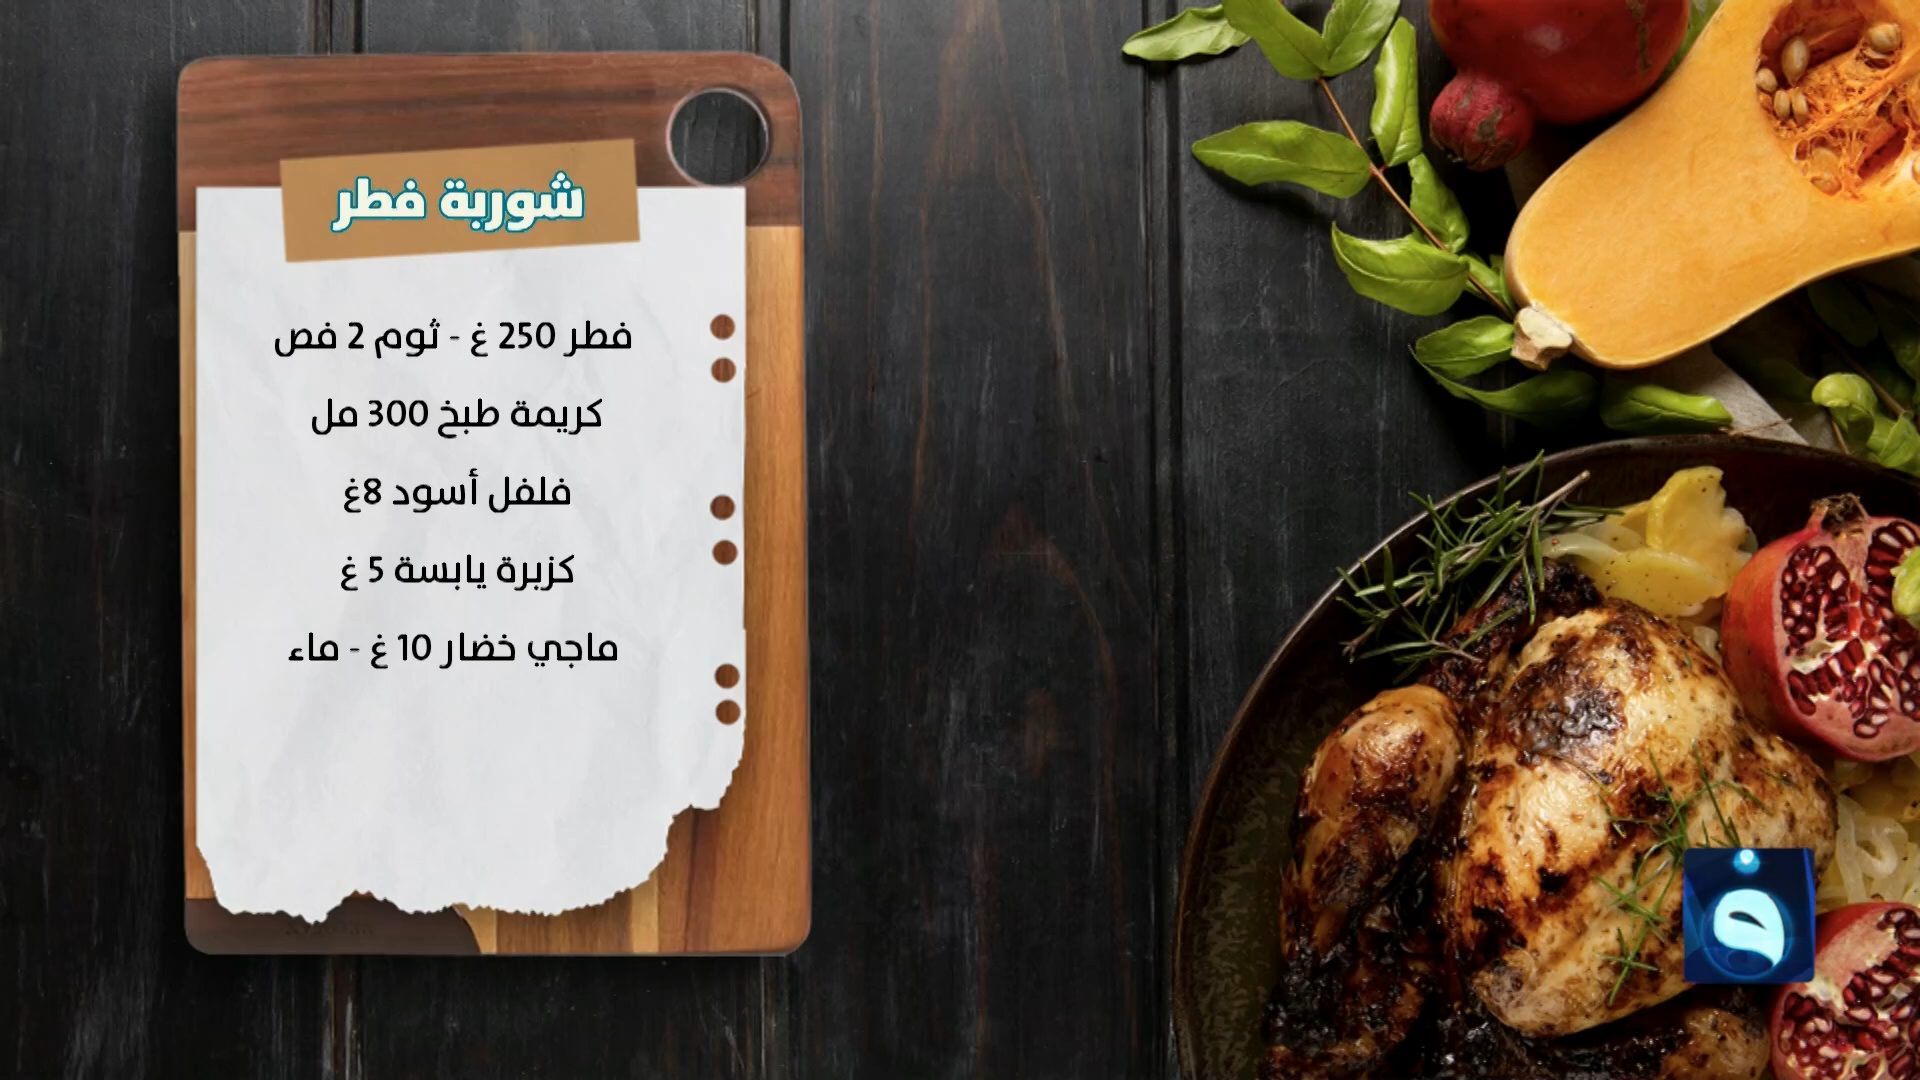 شوربة فطر
فطر 250 غ - ثوم 2 فص
كريمة طبخ 300 مل
فلفل أسود 8غ
كزبرة يابسة 5 غ
ماجي خضار 10 غ - ماء